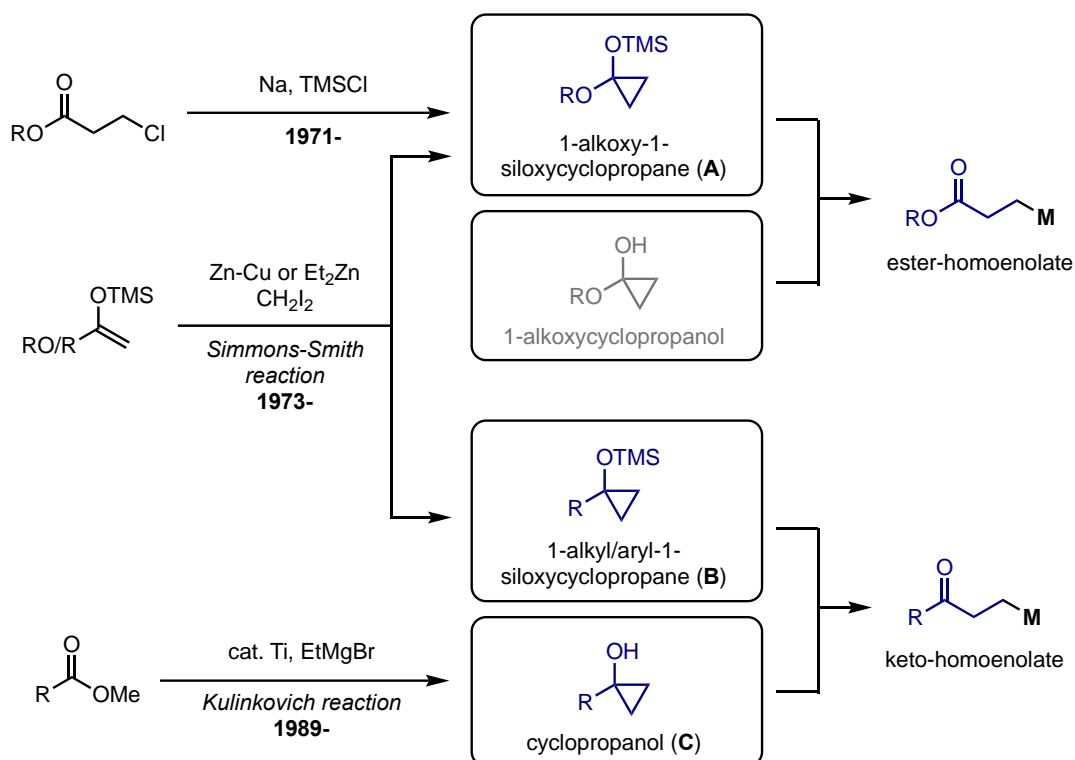 O
RO
Cl
Na, TMSCl
1971-
OTMS
RO
1-alkoxy-1-
siloxycyclopropane (A)
OH
RO
1-alkoxycyclopropanol
O
RO
M
ester-homoenolate
OTMS
RO/R
Zn-Cu or Et2Zn
CH2I2
Simmons-Smith
reaction
1973-
OTMS
R
1-alkyl/aryl-1-
siloxycyclopropane (B)
O
R
OMe
cat. Ti, EtMgBr
Kulinkovich reaction
1989-
OH
R
cyclopropanol (C)
O
R
M
keto-homoenolate